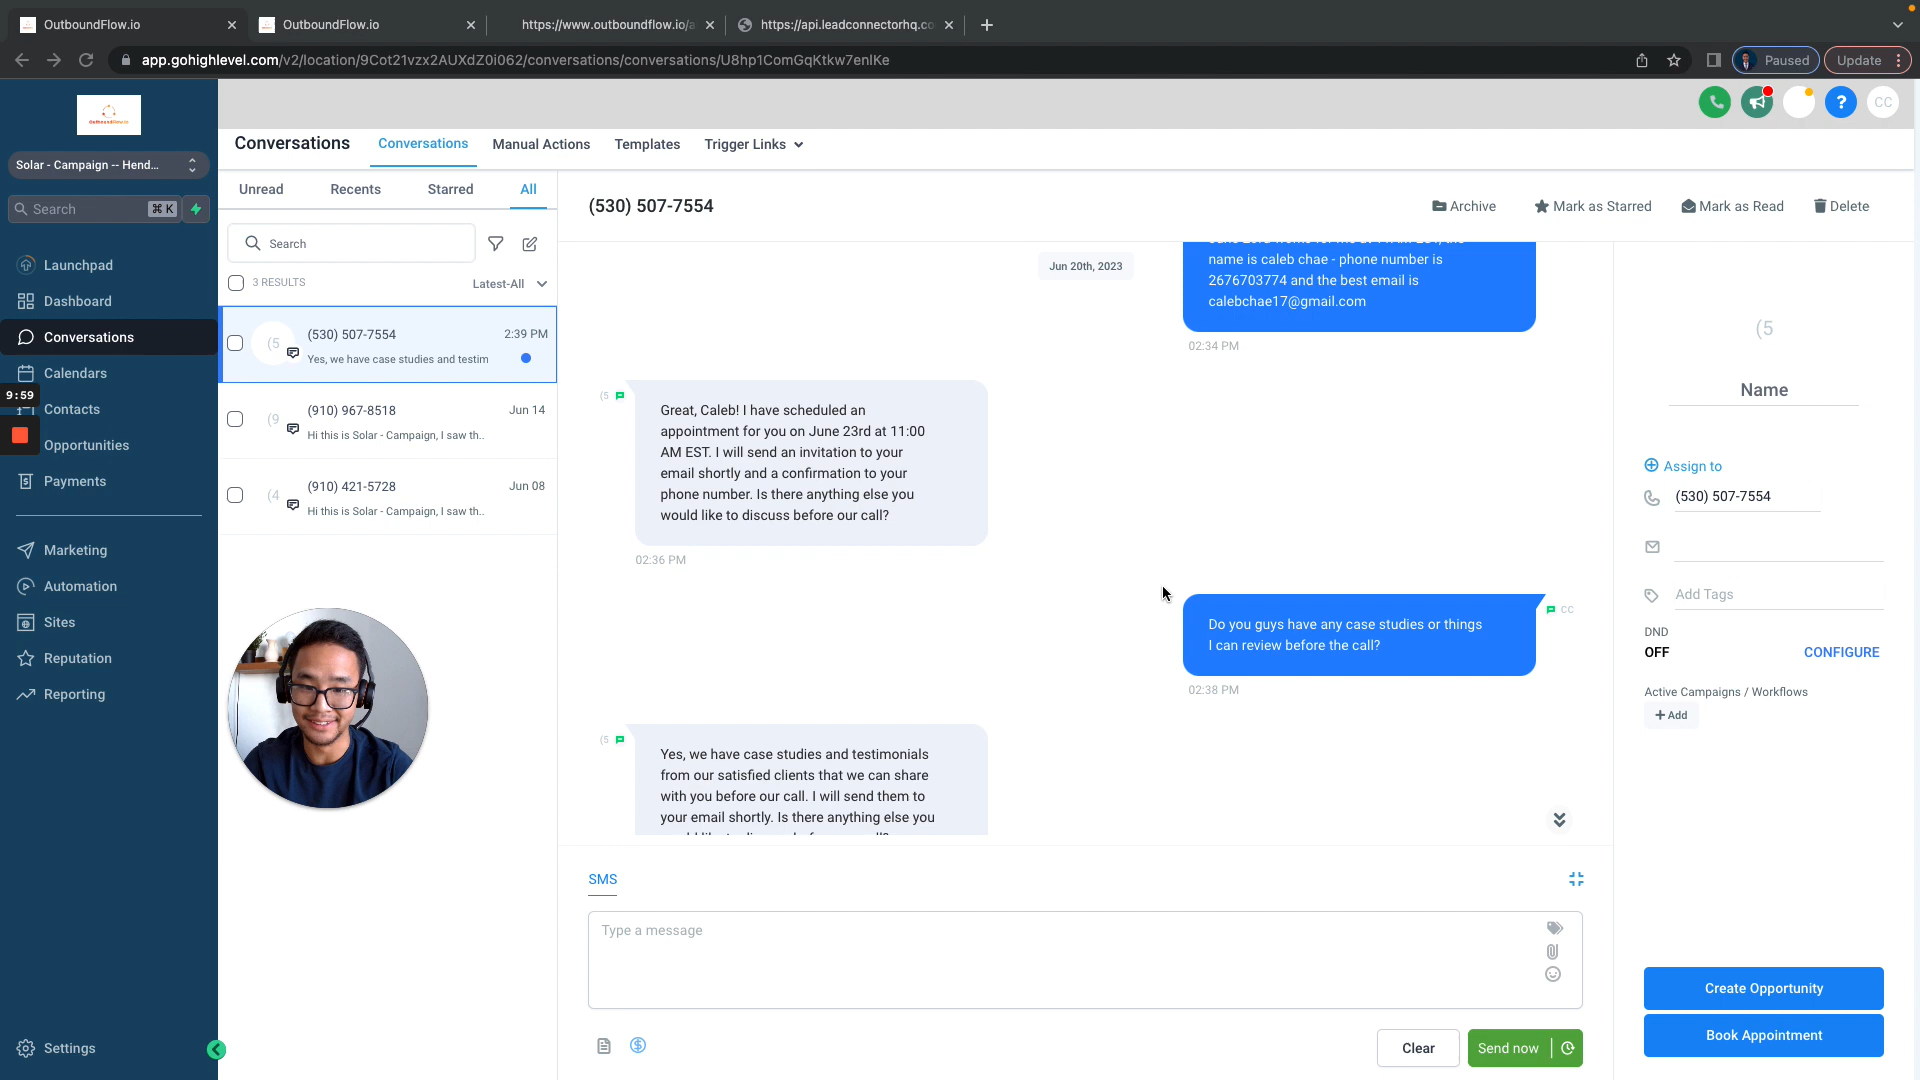 OutboundFlow.io
OutboundFlow.io
https://www.outboundflow.io/a
https://api.leadconnectorhq.co
app.gohighlevel.com/v2/location/9Cot21vzx2AUXdZ0i062/conversations/conversations/U8hp1ComGqKtkw7enIKe
Paused
Update
OutboundFlow.io
CC
Solar - Campaign -- Hend...
Search
⌘ K
Launchpad
Dashboard
Conversations
Calendars
9:59
Contacts
Opportunities
Payments
Marketing
Automation
Sites
Reputation
Reporting
Settings
Conversations
Conversations
Manual Actions
Templates
Trigger Links
Unread
Recents
Starred
All
Search
3 RESULTS
Latest-All
(5
(530) 507-7554
2:39 PM
Yes, we have case studies and testim
(9
(910) 967-8518
Jun 14
Hi this is Solar - Campaign, I saw th..
(4
(910) 421-5728
Jun 08
Hi this is Solar - Campaign, I saw th..
(530) 507-7554
Archive
Mark as Starred
Mark as Read
Delete
Jun 20th, 2023
name is caleb chae - phone number is
2676703774 and the best email is
calebchae17@gmail.com
02:34 PM
(5
Great, Caleb! I have scheduled an
appointment for you on June 23rd at 11:00
AM EST. I will send an invitation to your
email shortly and a confirmation to your
phone number. Is there anything else you
would like to discuss before our call?
02:36 PM
Do you guys have any case studies or things
I can review before the call?
CC
02:38 PM
(5
Yes, we have case studies and testimonials
from our satisfied clients that we can share
with you before our call. I will send them to
your email shortly. Is there anything else you
SMS
Type a message
Clear
Send now
(5
Name
Assign to
(530) 507-7554
Add Tags
DND
OFF
CONFIGURE
Active Campaigns / Workflows
+ Add
Create Opportunity
Book Appointment